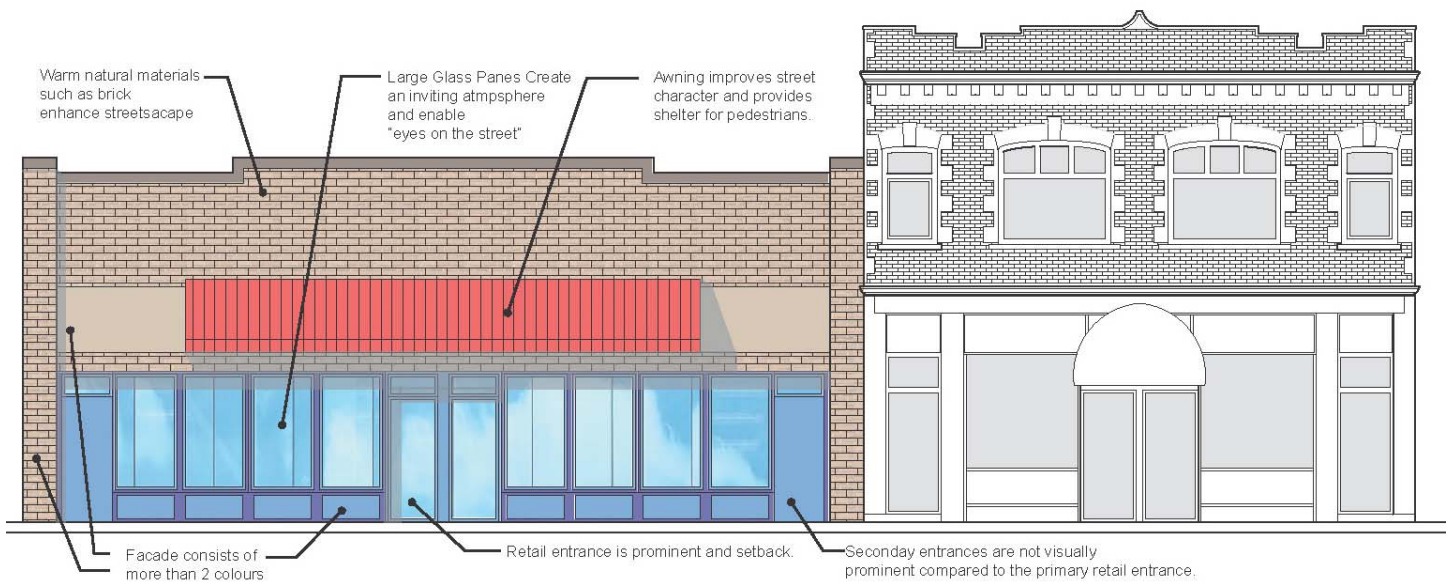 Warm natural materials
such as brick
enhance streetsacape
Large Glass Panes Create
an inviting atmpsphere
and enable
"eyes on the street"
Awning improves street
character and provides
shelter for pedestrians.
Facade consists of
more than 2 colours
Retail entrance is prominent and setback.
Seconday entrances are not visually
prominent compared to the primary retail entrance.